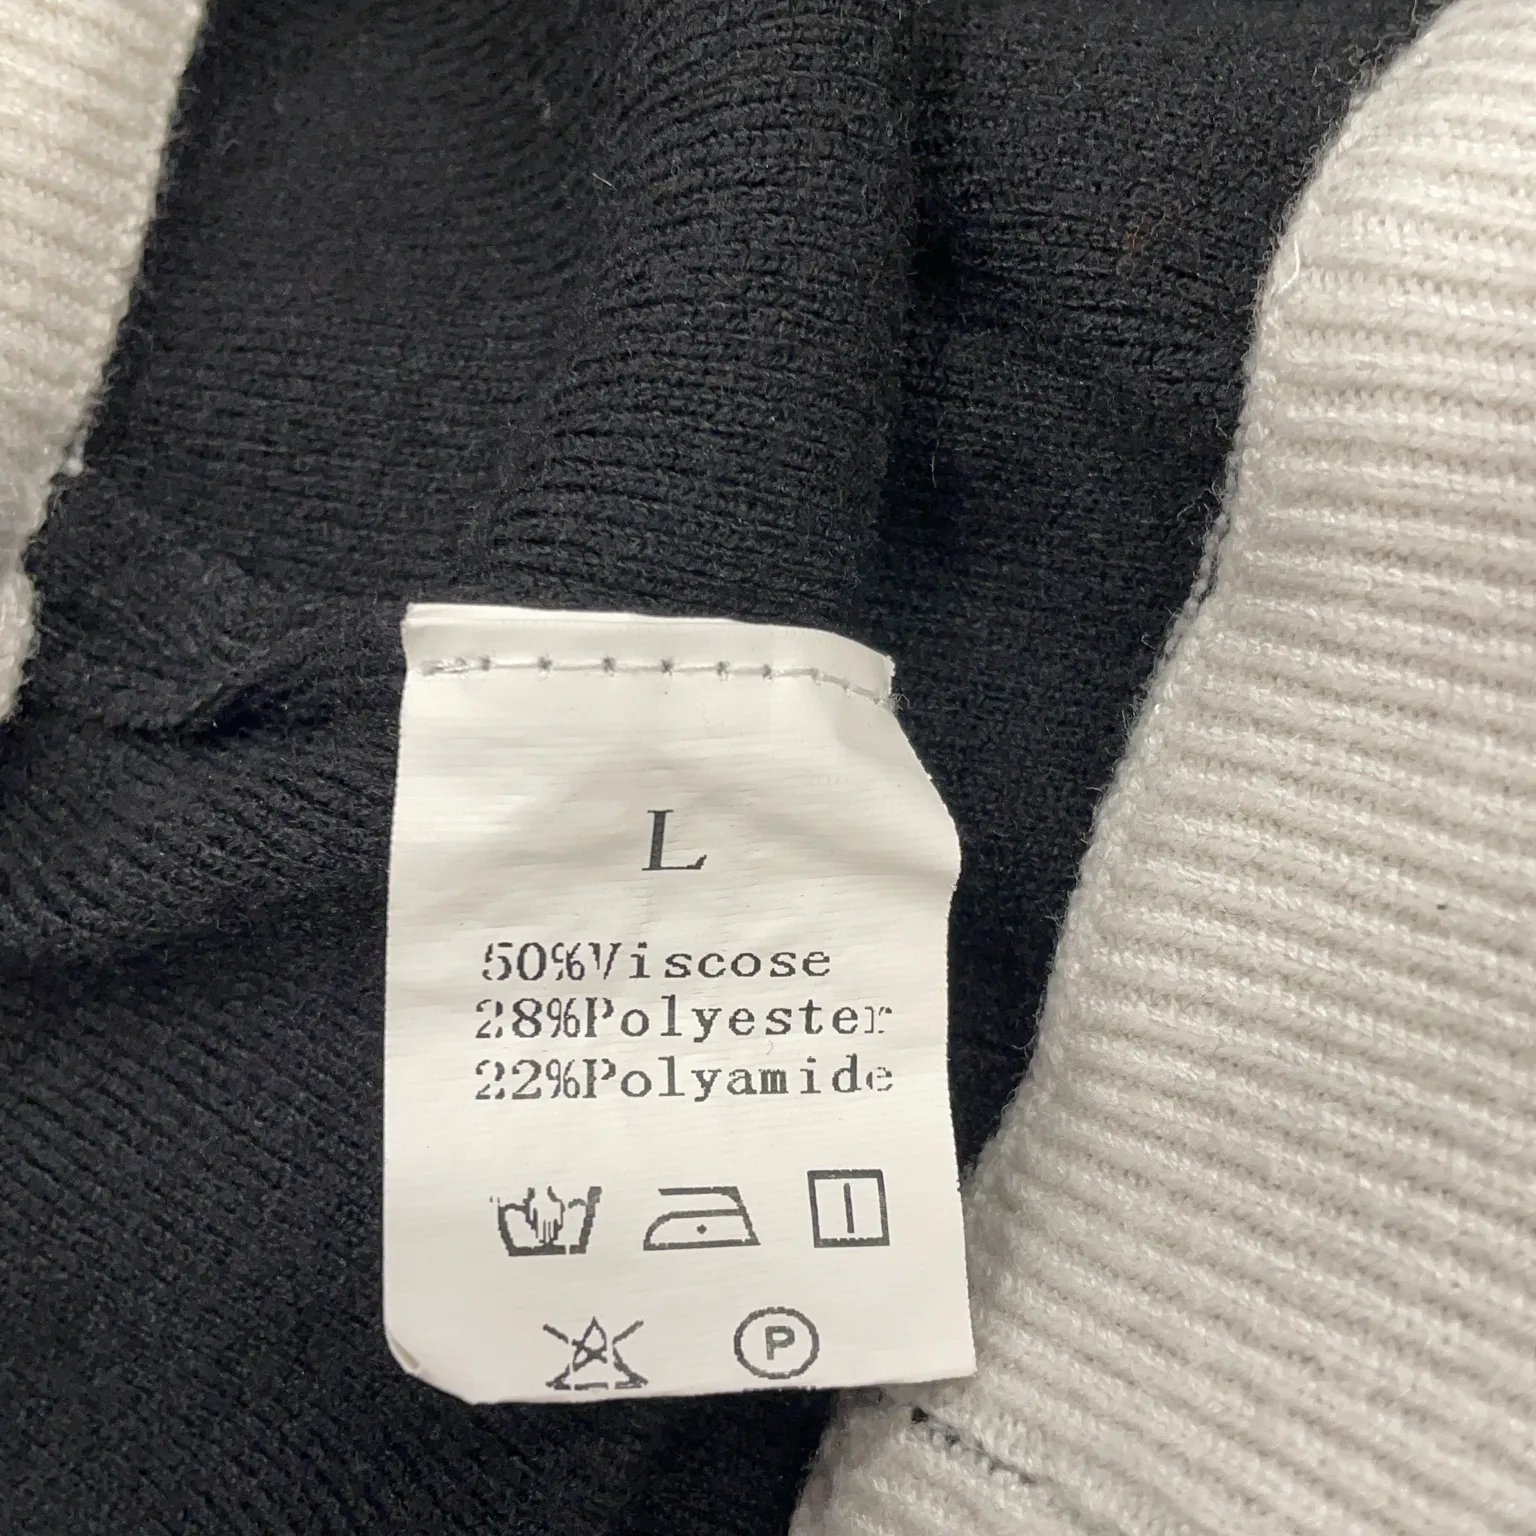 L
50%Viscose
28%Polyester
22%Polyamide
P